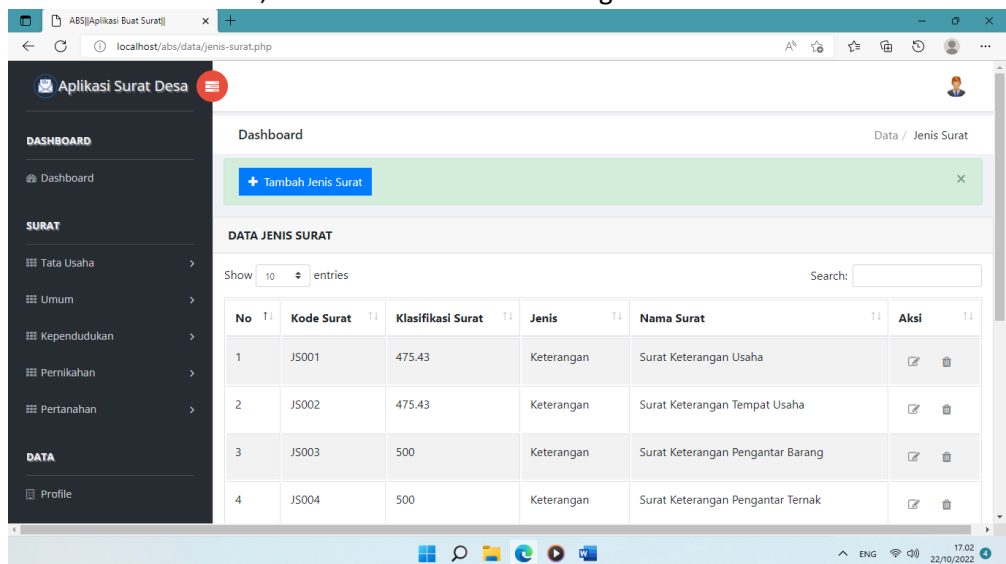 ABS||Aplikasi Buat Surat||
localhost/abs/data/jenis-surat.php
Aplikasi Surat Desa
DASHBOARD
Dashboard
SURAT
Tata Usaha
Umum
Kependudukan
Pernikahan
Pertanahan
DATA
Profile
Dashboard
Data / Jenis Surat
Tambah Jenis Surat
DATA JENIS SURAT
Show 10 entries
Search:
No Kode Surat Klasifikasi Surat Jenis Nama Surat Aksi
1 JS001 475.43 Keterangan Surat Keterangan Usaha
2 JS002 475.43 Keterangan Surat Keterangan Tempat Usaha
3 JS003 500 Keterangan Surat Keterangan Pengantar Barang
4 JS004 500 Keterangan Surat Keterangan Pengantar Ternak
ENG
17.02
22/10/2022
4